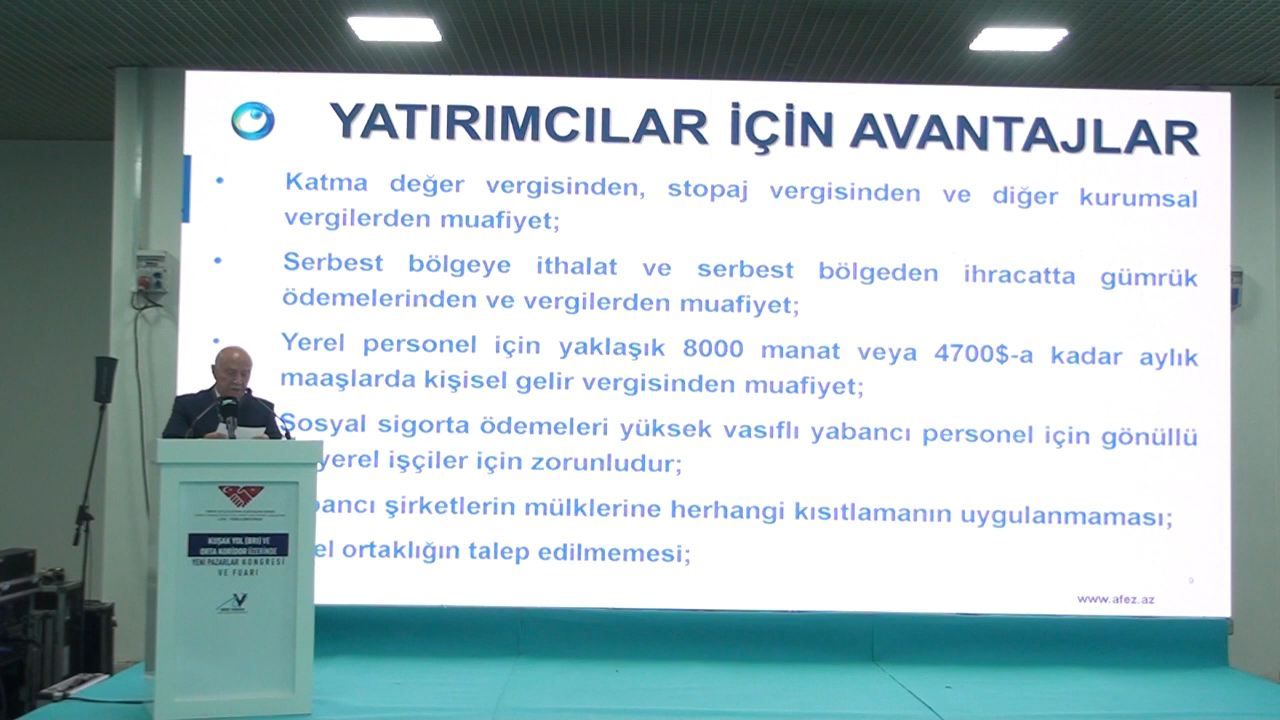 YATIRIMCILAR İÇİN AVANTAJLAR
• Katma değer vergisinden, stopaj vergisinden ve diğer kurumsal
vergilerden muafiyet;
• Serbest bölgeye ithalat ve serbest bölgeden ihracatta gümrük
ödemelerinden ve vergilerden muafiyet;
• Yerel personel için yaklaşık 8000 manat veya 4700$-a kadar aylık
maaşlarda kişisel gelir vergisinden muafiyet;
Sosyal sigorta ödemeleri yüksek vasıflı yabancı personel için gönüllü
yerel işçiler için zorunludur;
şirketlerin mülklerine herhangi kısıtlamanın uygulanmaması;
ortaklığın talep edilmemesi;
9
www.afez.az
KUŞAK YOL (BRI) VE
ORTA KORİDOR ÜZERİNDE
YENİ PAZARLAR KONGRESİ
VE FUARI